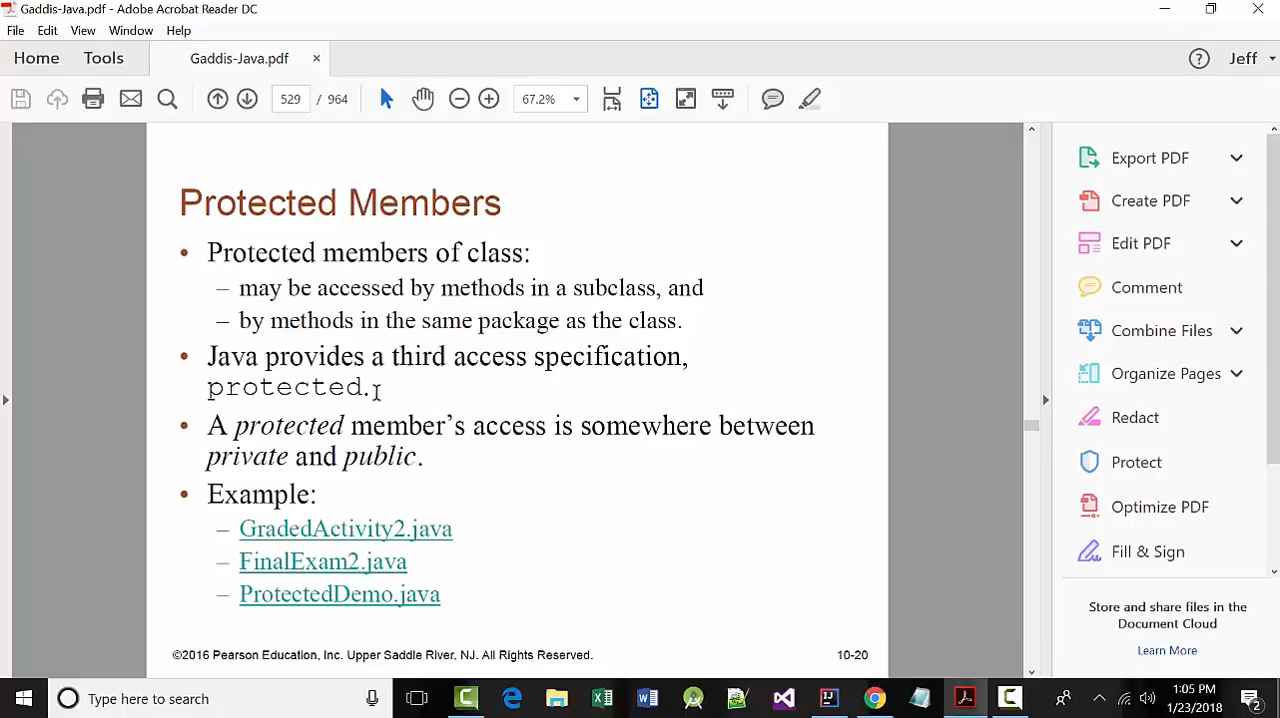 Gaddis-Java.pdf - Adobe Acrobat Reader DC
File Edit View Window Help
Home Tools Gaddis-Java.pdf × Jeff
529 / 964 67.2%
Protected Members
• Protected members of class:
– may be accessed by methods in a subclass, and
– by methods in the same package as the class.
• Java provides a third access specification,
protected.
• A protected member’s access is somewhere between
private and public.
• Example:
– GradedActivity2.java
– FinalExam2.java
– ProtectedDemo.java
©2016 Pearson Education, Inc. Upper Saddle River, NJ. All Rights Reserved. 10-20
Export PDF
Create PDF
Edit PDF
Comment
Combine Files
Organize Pages
Redact
Protect
Optimize PDF
Fill & Sign
Store and share files in the
Document Cloud
Learn More
Type here to search
1:05 PM
1/23/2018
2